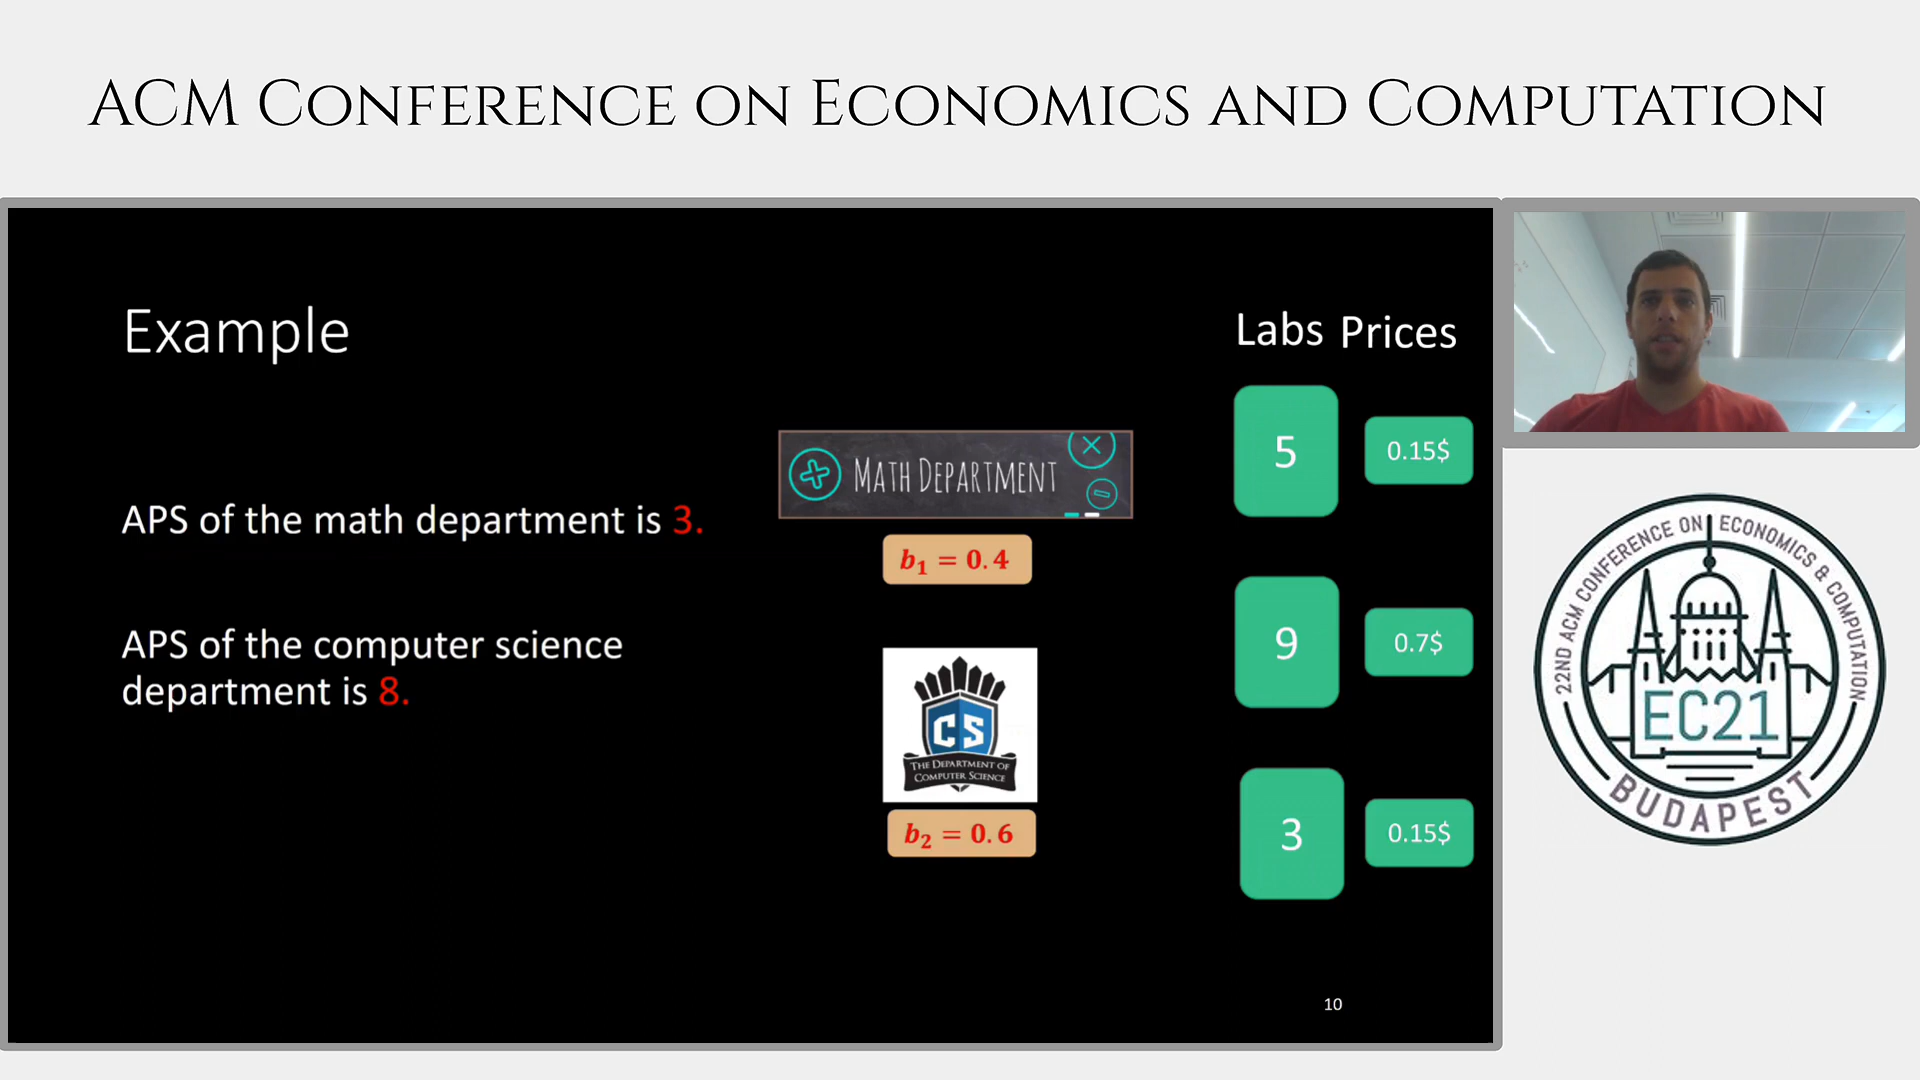 ACM Conference on Economics and Computation
Example
Labs Prices
5
0.15$
MATH DEPARTMENT
APS of the math department is 3.
b₁ = 0.4
9
0.7$
APS of the computer science
department is 8.
CS
THE DEPARTMENT OF
COMPUTER SCIENCE
b₂ = 0.6
3
0.15$
10
22ND ACM CONFERENCE ON ECONOMICS & COMPUTATION
EC21
BUDAPEST